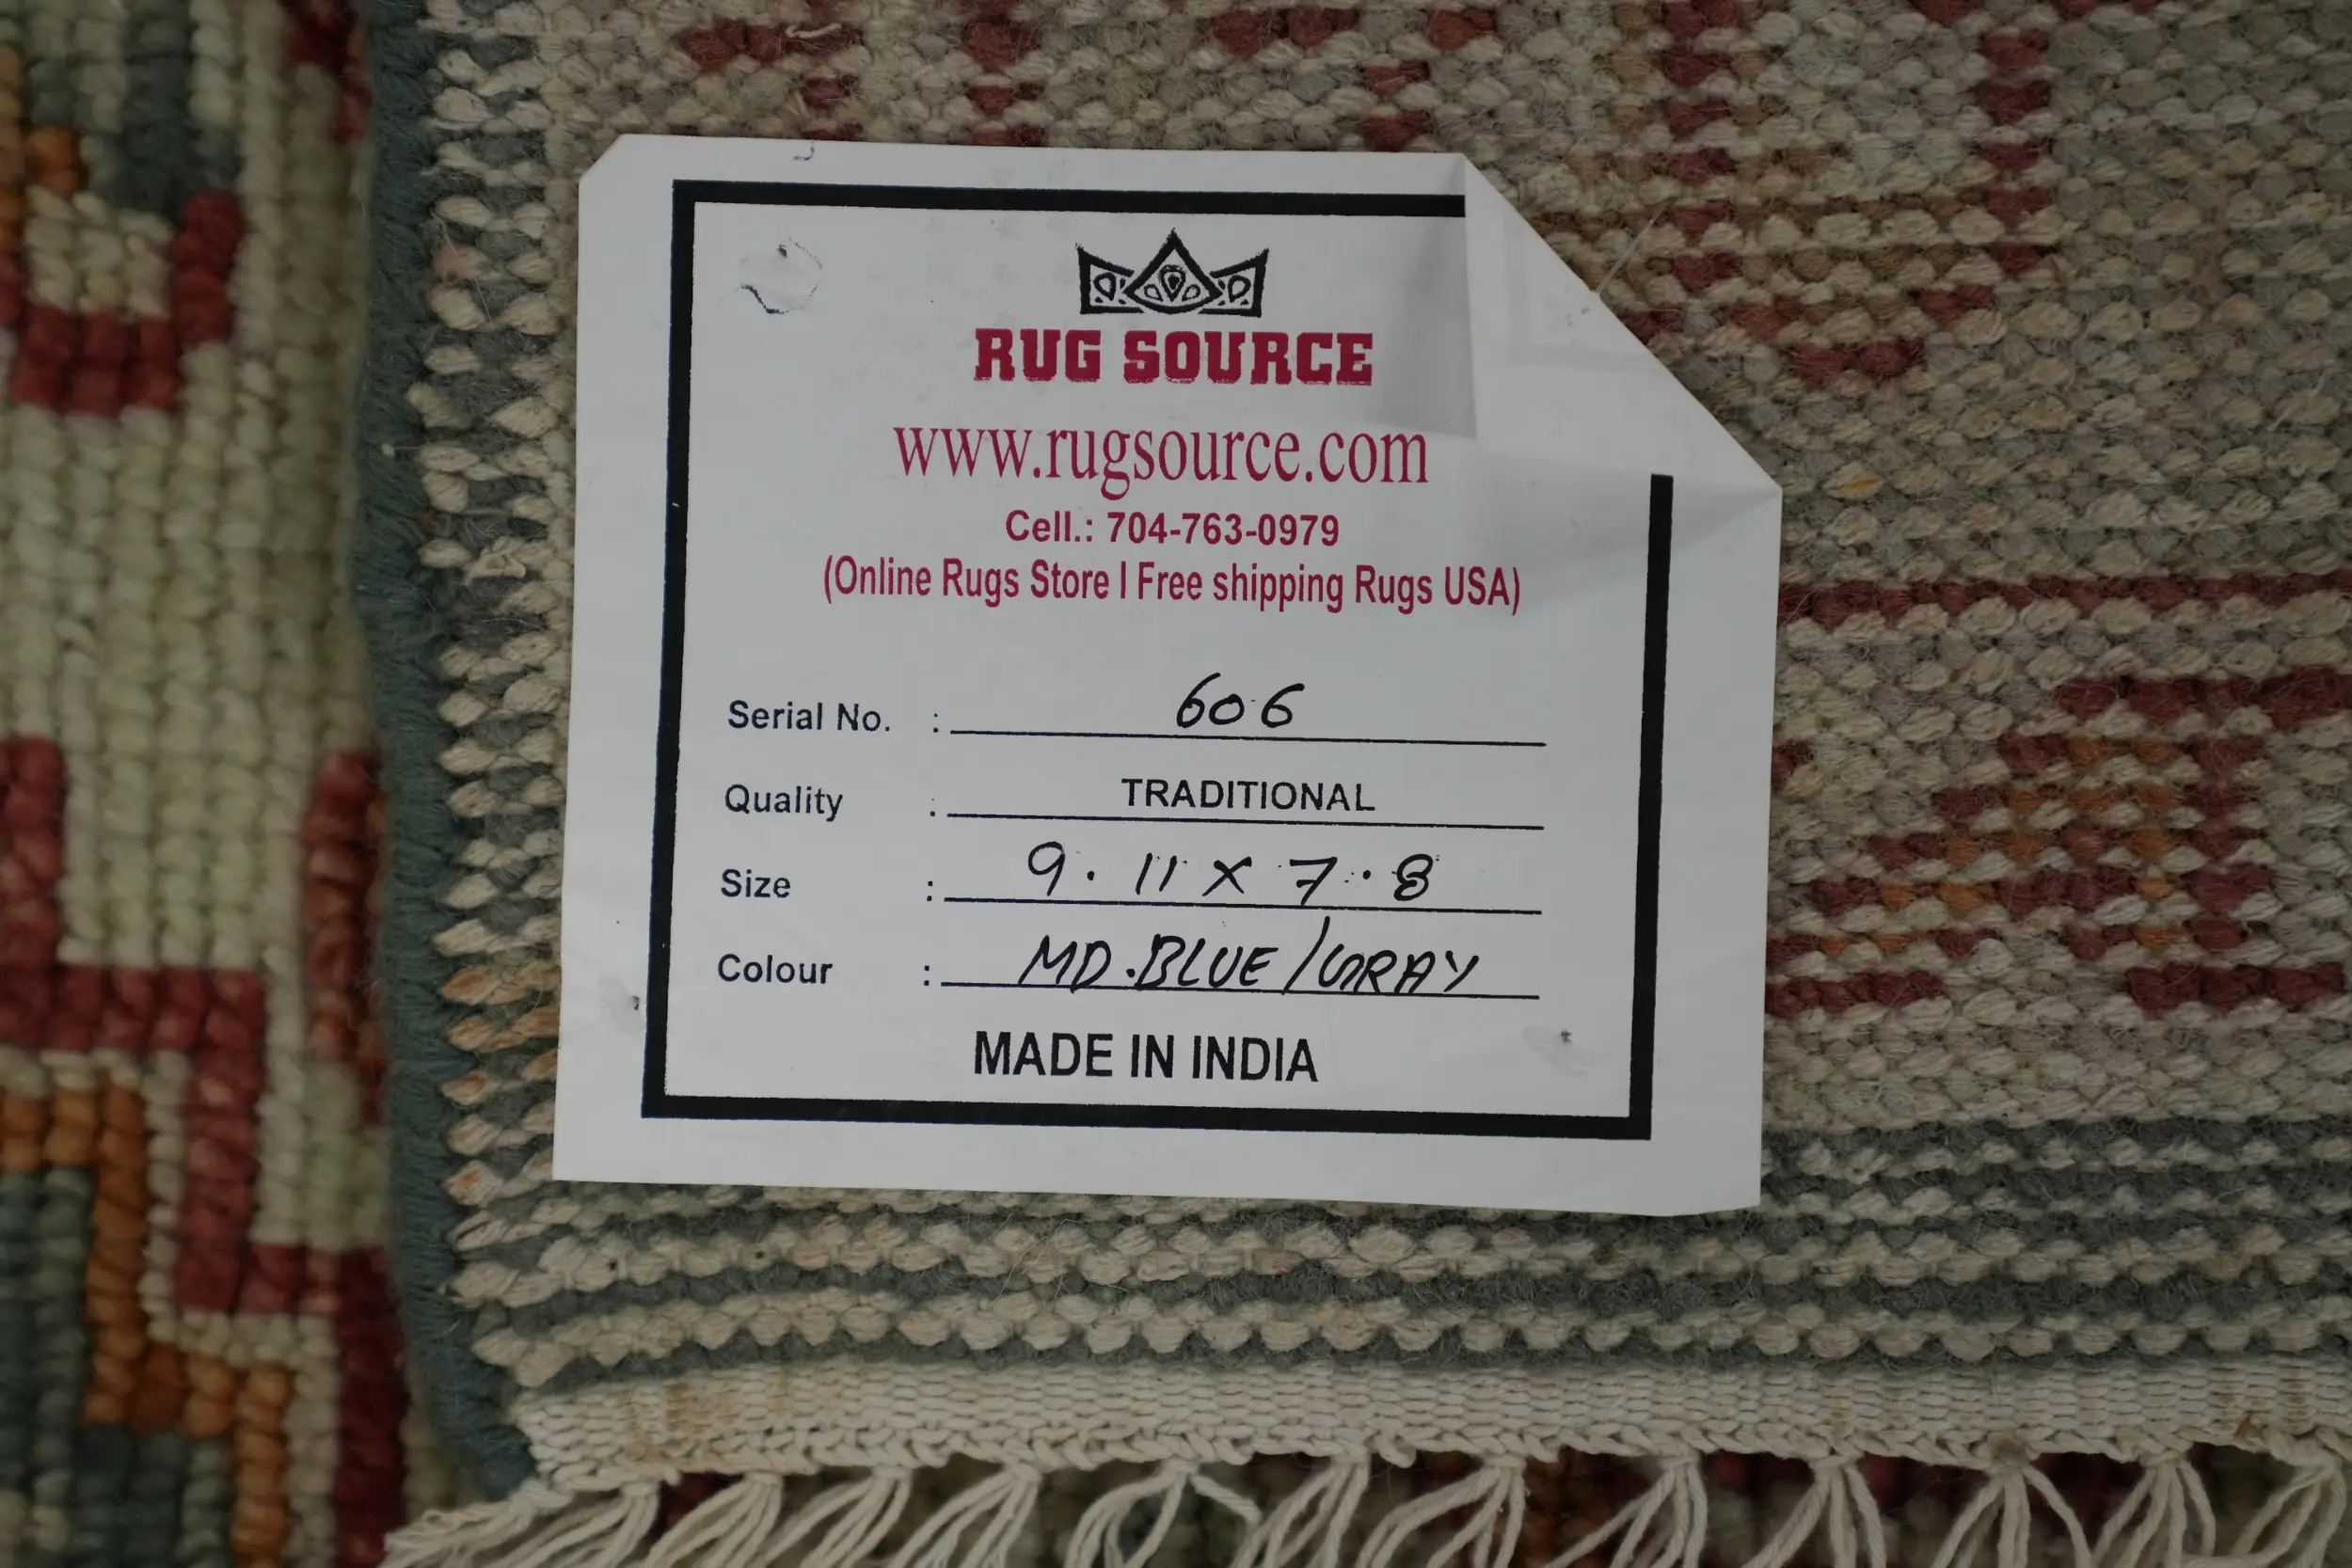 RUG SOURCE
www.rugsource.com
Cell.: 704-763-0979
(Online Rugs Store | Free shipping Rugs USA)
Serial No. : 606
Quality : TRADITIONAL
Size : 9.11 x 7.8
Colour : MD.BLUE/GRAY
MADE IN INDIA